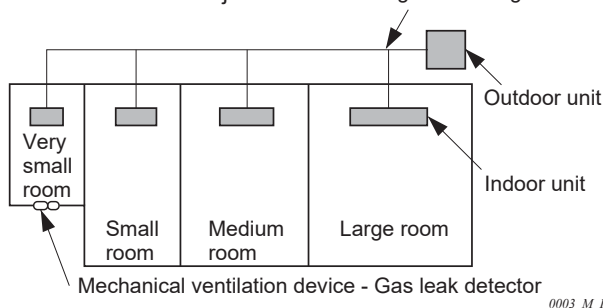 Outdoor unit
Very
small
room
Indoor unit
Small
room
Medium
room
Large room
Mechanical ventilation device - Gas leak detector
0003_M_I